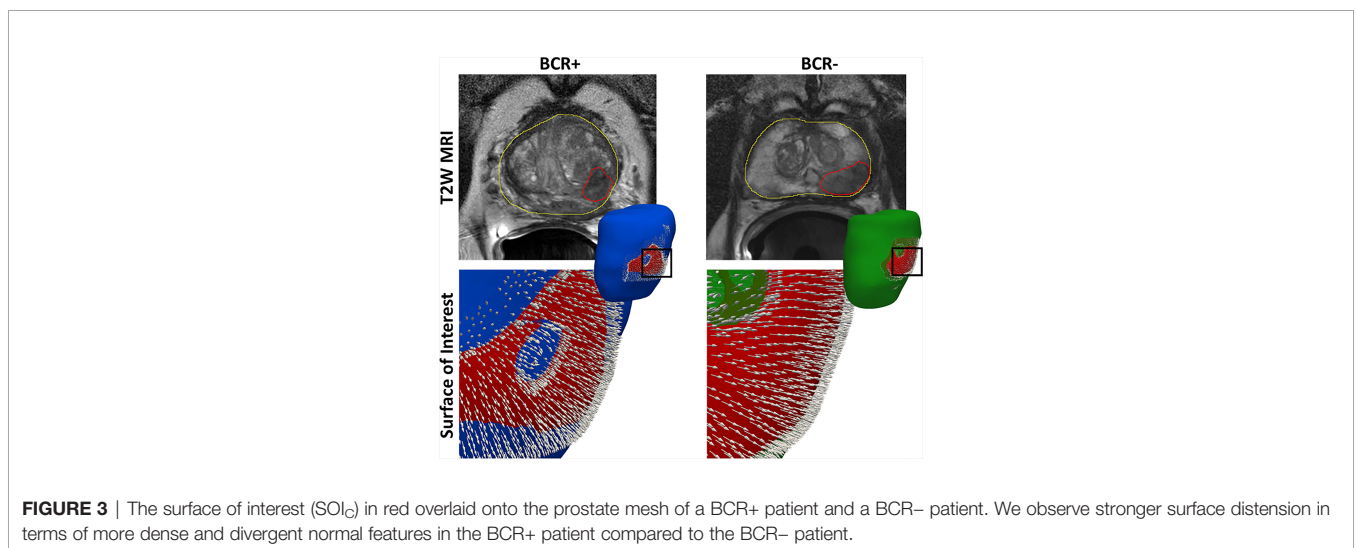 BCR+
BCR-
T2W MRI
Surface of Interest
FIGURE 3 | The surface of interest (SOIC) in red overlaid onto the prostate mesh of a BCR+ patient and a BCR− patient. We observe stronger surface distension in
terms of more dense and divergent normal features in the BCR+ patient compared to the BCR− patient.